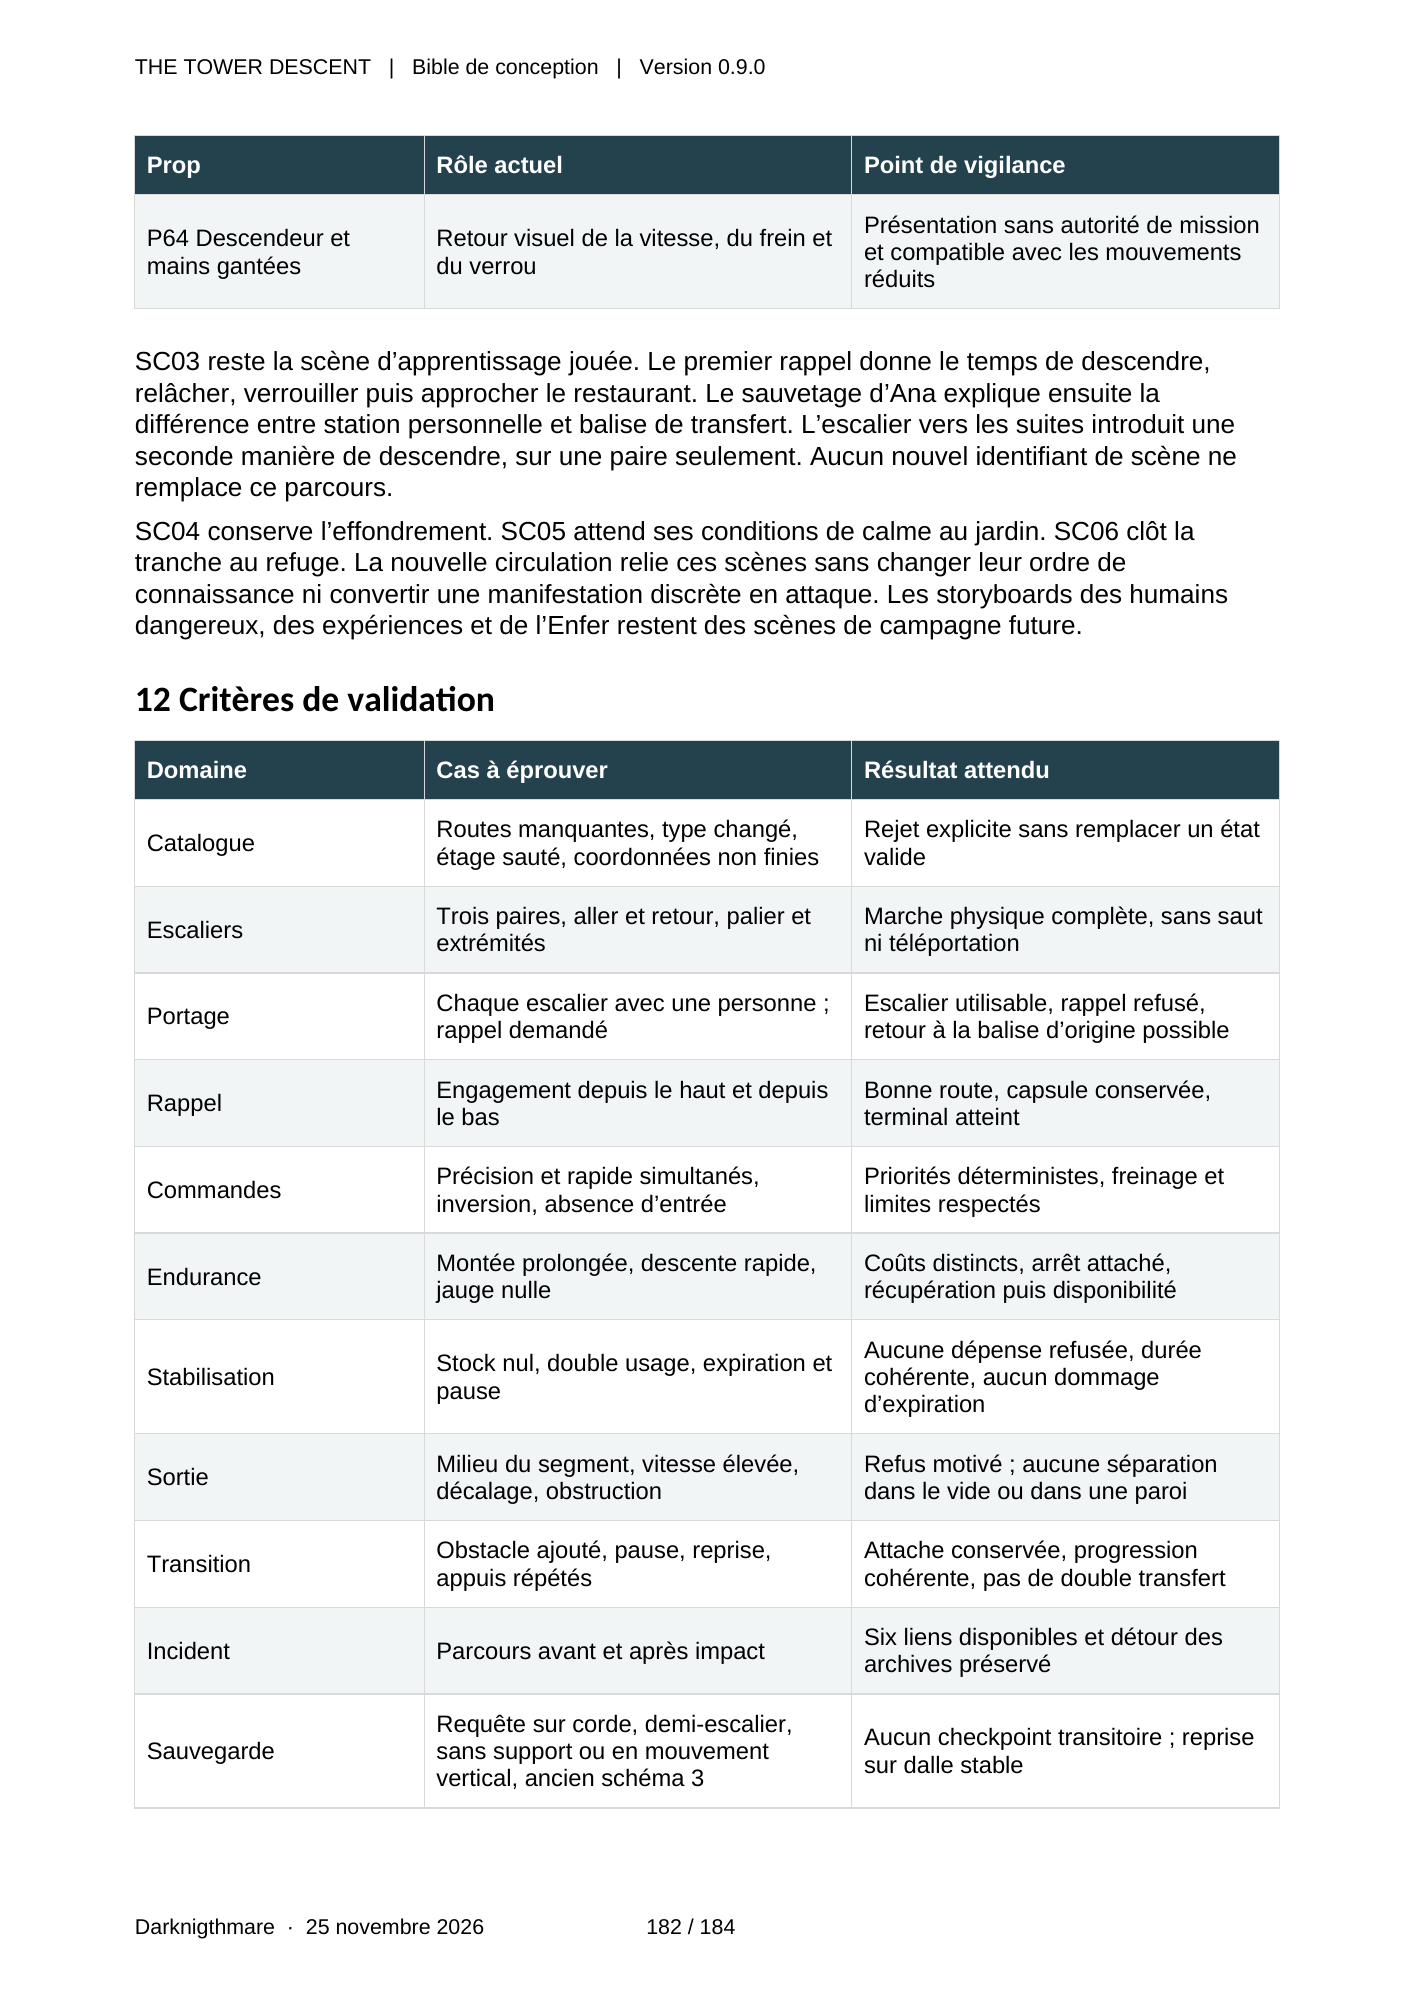 THE TOWER DESCENT | Bible de conception | Version 0.9.0
Prop
Rôle actuel
Point de vigilance
P64 Descendeur et
mains gantées
Retour visuel de la vitesse, du frein et
du verrou
Présentation sans autorité de mission
et compatible avec les mouvements
réduits
SC03 reste la scène d’apprentissage jouée. Le premier rappel donne le temps de descendre,
relâcher, verrouiller puis approcher le restaurant. Le sauvetage d’Ana explique ensuite la
différence entre station personnelle et balise de transfert. L’escalier vers les suites introduit une
seconde manière de descendre, sur une paire seulement. Aucun nouvel identifiant de scène ne
remplace ce parcours.
SC04 conserve l’effondrement. SC05 attend ses conditions de calme au jardin. SC06 clôt la
tranche au refuge. La nouvelle circulation relie ces scènes sans changer leur ordre de
connaissance ni convertir une manifestation discrète en attaque. Les storyboards des humains
dangereux, des expériences et de l’Enfer restent des scènes de campagne future.
12 Critères de validation
Domaine
Cas à éprouver
Résultat attendu
Catalogue
Routes manquantes, type changé,
étage sauté, coordonnées non finies
Rejet explicite sans remplacer un état
valide
Escaliers
Trois paires, aller et retour, palier et
extrémités
Marche physique complète, sans saut
ni téléportation
Portage
Chaque escalier avec une personne ;
rappel demandé
Escalier utilisable, rappel refusé,
retour à la balise d’origine possible
Rappel
Engagement depuis le haut et depuis
le bas
Bonne route, capsule conservée,
terminal atteint
Commandes
Précision et rapide simultanés,
inversion, absence d’entrée
Priorités déterministes, freinage et
limites respectés
Endurance
Montée prolongée, descente rapide,
jauge nulle
Coûts distincts, arrêt attaché,
récupération puis disponibilité
Stabilisation
Stock nul, double usage, expiration et
pause
Aucune dépense refusée, durée
cohérente, aucun dommage
d’expiration
Sortie
Milieu du segment, vitesse élevée,
décalage, obstruction
Refus motivé ; aucune séparation
dans le vide ou dans une paroi
Transition
Obstacle ajouté, pause, reprise,
appuis répétés
Attache conservée, progression
cohérente, pas de double transfert
Incident
Parcours avant et après impact
Six liens disponibles et détour des
archives préservé
Sauvegarde
Requête sur corde, demi-escalier,
sans support ou en mouvement
vertical, ancien schéma 3
Aucun checkpoint transitoire ; reprise
sur dalle stable
Darknigthmare · 25 novembre 2026
182 / 184